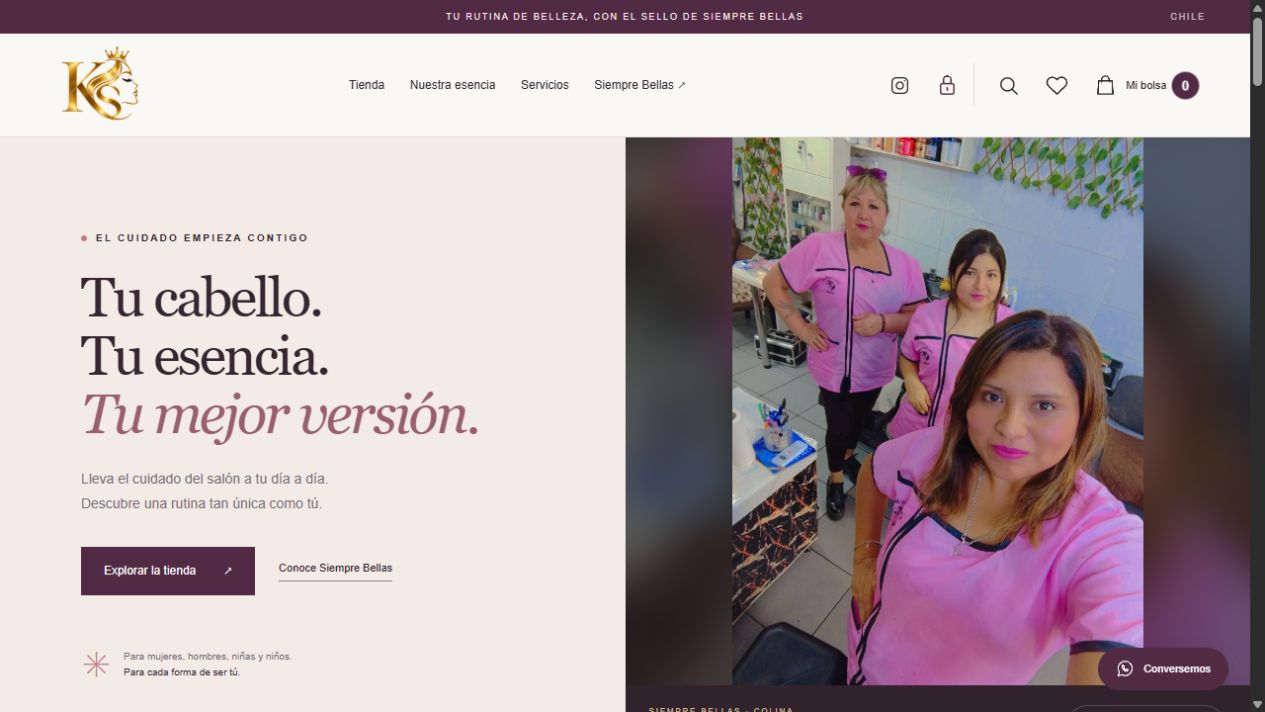 TU RUTINA DE BELLEZA, CON EL SELLO DE SIEMPRE BELLAS
CHILE
KS
Tienda
Nuestra esencia
Servicios
Siempre Bellas ↗
Mi bolsa
0
EL CUIDADO EMPIEZA CONTIGO
Tu cabello.
Tu esencia.
Tu mejor versión.
Lleva el cuidado del salón a tu día a día.
Descubre una rutina tan única como tú.
Explorar la tienda ↗
Conoce Siempre Bellas
Para mujeres, hombres, niñas y niños.
Para cada forma de ser tú.
Conversemos
SIEMPRE BELLAS · COLINA